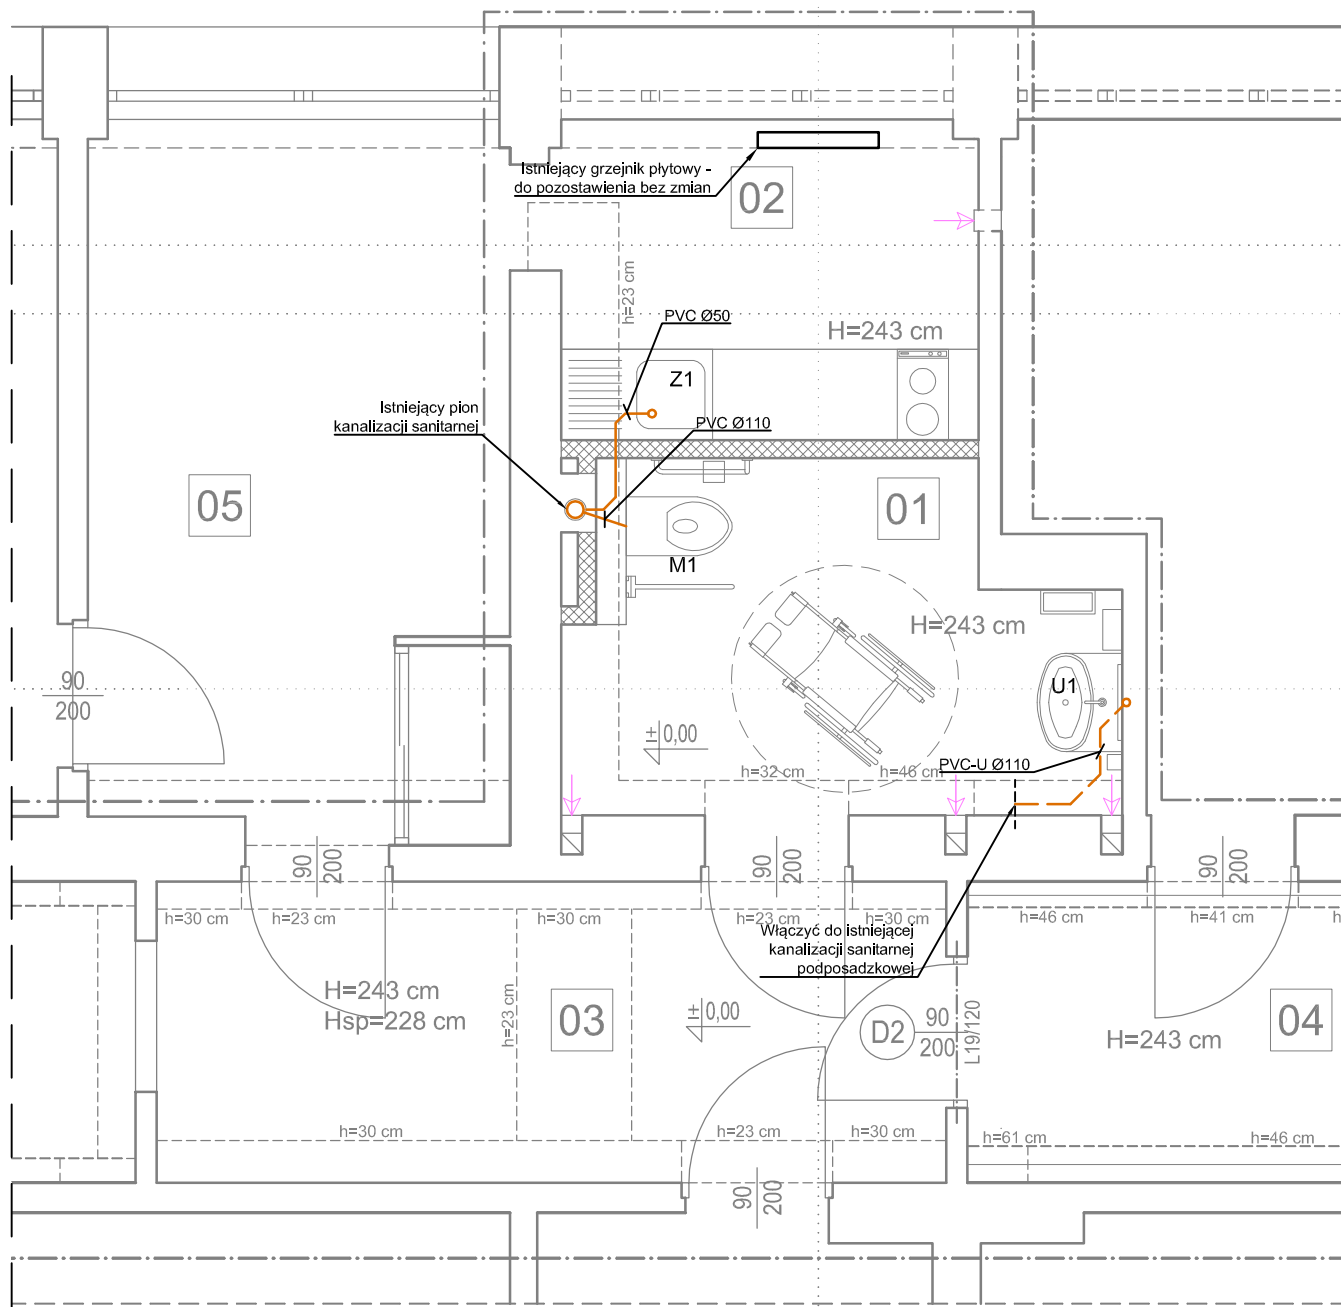 Istniejący grzejnik płytowy -
do pozostawienia bez zmian
02
h=23 cm
PVC Ø50
H=243 cm
Z1
Istniejący pion
kanalizacji sanitarnej
PVC Ø110
05
01
M1
H=243 cm
90
200
U1
±0,00
PVC-U Ø110
h=32 cm
h=46 cm
90
200
90
200
90
200
h=30 cm
h=23 cm
h=30 cm
h=23 cm
h=30 cm
h=46 cm
h=41 cm
h
Włączyć do istniejącej
kanalizacji sanitarnej
podposadzkowej
H=243 cm
Hsp=228 cm
h=23 cm
03
±0,00
D2
90
200
L19/120
04
H=243 cm
h=30 cm
h=23 cm
h=30 cm
h=61 cm
h=46 cm
90
200